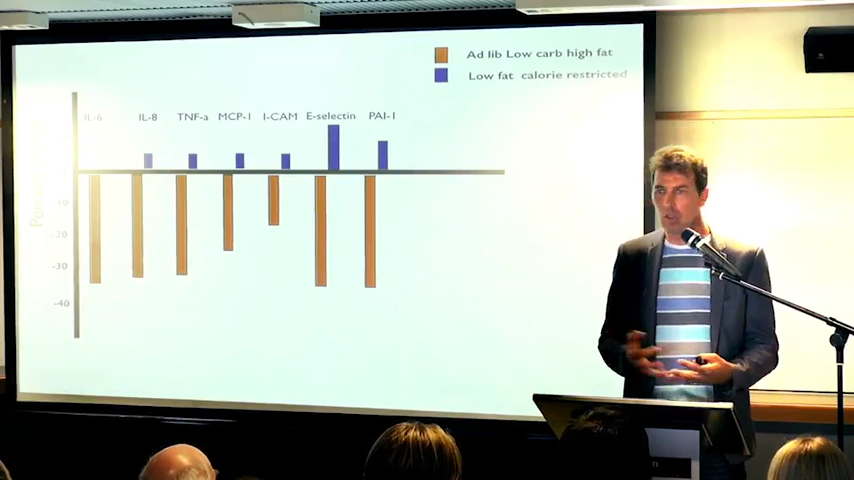 Ad lib Low carb high fat
Low fat calorie restricted
IL-6 IL-8 TNF-a MCP-1 I-CAM E-selectin PAI-1
-20
-30
-40